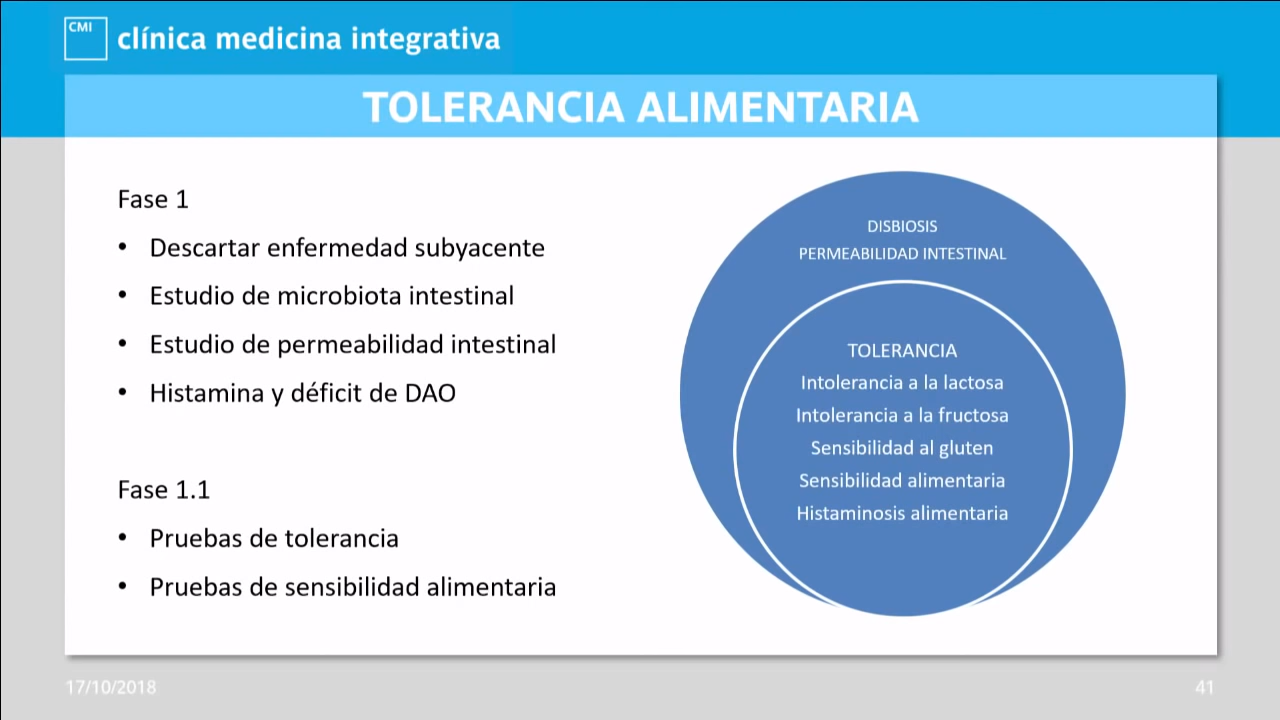 CMI
clínica medicina integrativa
TOLERANCIA ALIMENTARIA
Fase 1
• Descartar enfermedad subyacente
• Estudio de microbiota intestinal
• Estudio de permeabilidad intestinal
• Histamina y déficit de DAO
Fase 1.1
• Pruebas de tolerancia
• Pruebas de sensibilidad alimentaria
DISBIOSIS
PERMEABILIDAD INTESTINAL
TOLERANCIA
Intolerancia a la lactosa
Intolerancia a la fructosa
Sensibilidad al gluten
Sensibilidad alimentaria
Histaminosis alimentaria
17/10/2018
41